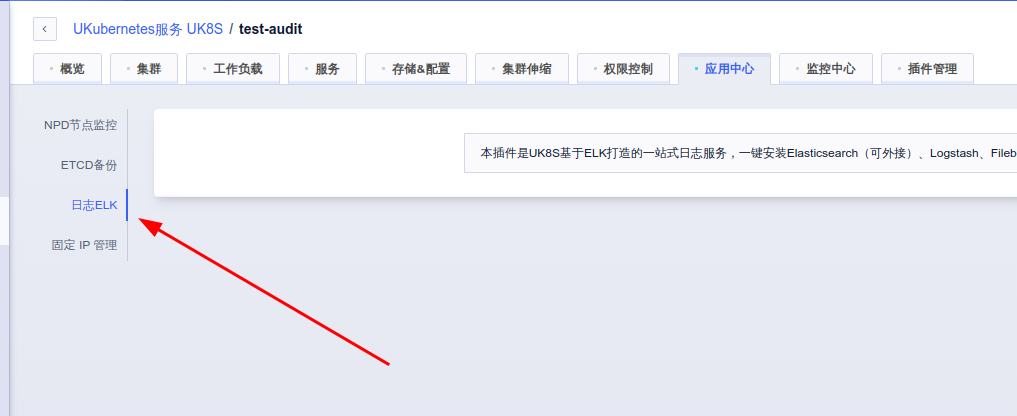 UKubernetes服务 UK8S / test-audit
概览 集群 工作负载 服务 存储&配置 集群伸缩 权限控制 应用中心 监控中心 插件管理
NPD节点监控
ETCD备份
本插件是UK8S基于ELK打造的一站式日志服务，一键安装Elasticsearch（可外接）、Logstash、Fileb
日志ELK
固定 IP 管理